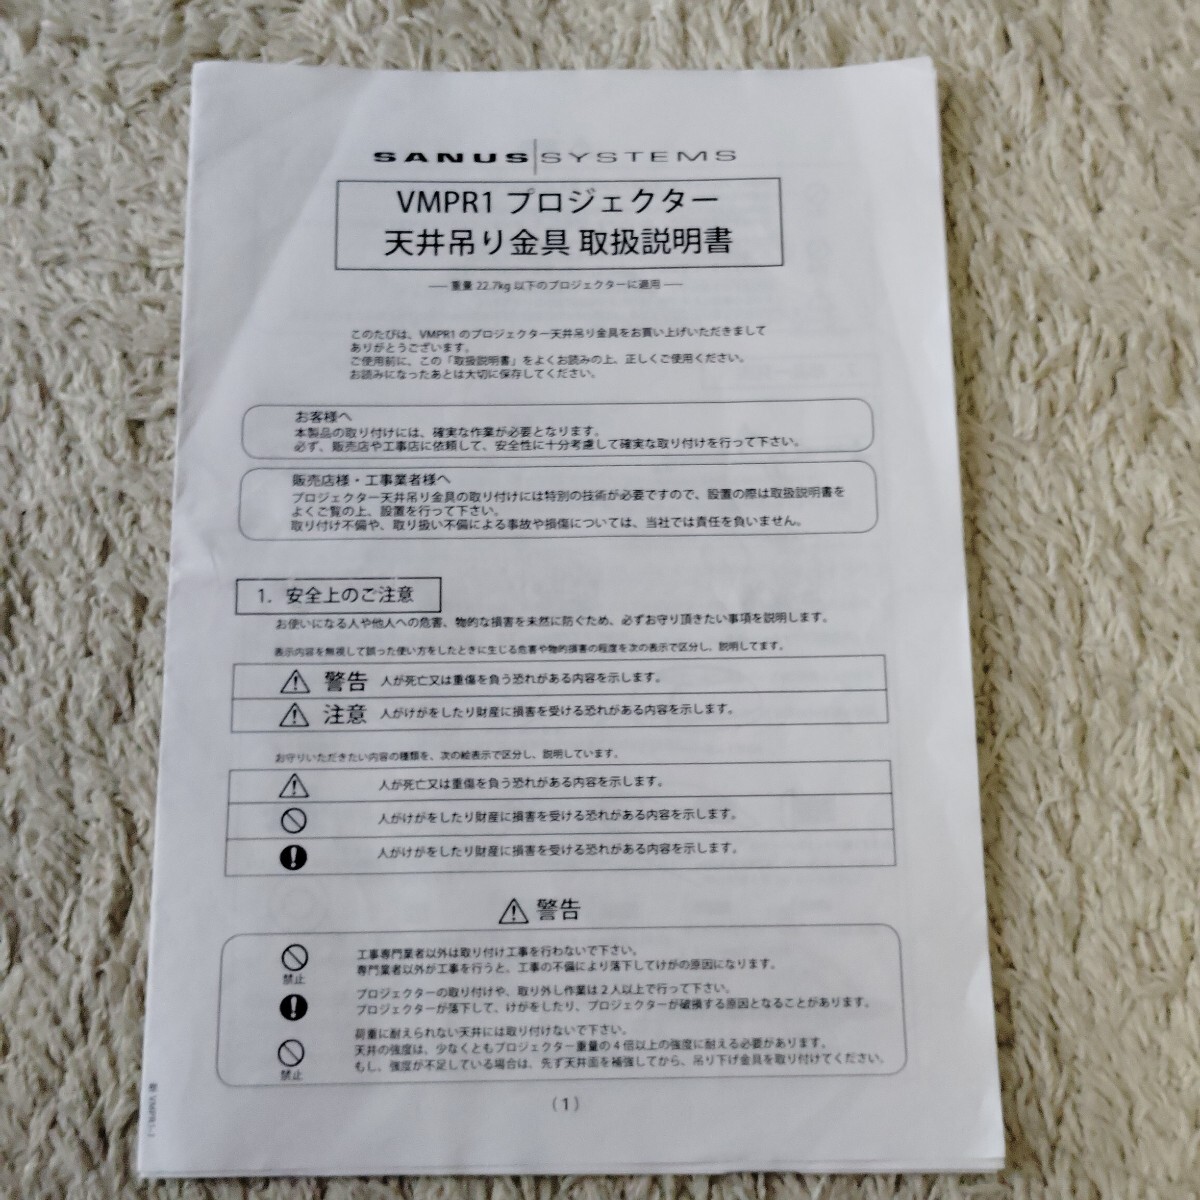 SANUS SYSTEMS
VMPR1 プロジェクター
天井吊り金具 取扱説明書
── 重量 22.7kg 以下のプロジェクターに適用 ──
このたびは、VMPR1 のプロジェクター天井吊り金具をお買い上げいただきまして
ありがとうございます。
ご使用前に、この「取扱説明書」をよくお読みの上、正しくご使用ください。
お読みになったあとは大切に保存してください。
お客様へ
本製品の取り付けには、確実な作業が必要となります。
必ず、販売店や工事店に依頼して、安全性に十分考慮して確実な取り付けを行って下さい。
販売店様・工事業者様へ
プロジェクター天井吊り金具の取り付けには特別の技術が必要ですので、設置の際は取扱説明書を
よくご覧の上、設置を行って下さい。
取り付け不備や、取り扱い不備による事故や損傷については、当社では責任を負いません。
1. 安全上のご注意
お使いになる人や他人への危害、物的な損害を未然に防ぐため、必ずお守り頂きたい事項を説明します。
表示内容を無視して誤った使い方をしたときに生じる危害や物的損害の程度を次の表示で区分し、説明してます。
警告 人が死亡又は重傷を負う恐れがある内容を示します。
注意 人がけがをしたり財産に損害を受ける恐れがある内容を示します。
お守りいただきたい内容の種類を、次の絵表示で区分し、説明しています。
人が死亡又は重傷を負う恐れがある内容を示します。
人がけがをしたり財産に損害を受ける恐れがある内容を示します。
人がけがをしたり財産に損害を受ける恐れがある内容を示します。
警告
工事専門業者以外は取り付け工事を行わないで下さい。
専門業者以外が工事を行うと、工事の不備により落下してけがの原因になります。
禁止
プロジェクターの取り付けや、取り外し作業は2人以上で行って下さい。
プロジェクターが落下して、けがをしたり、プロジェクターが破損する原因となることがあります。
荷重に耐えられない天井には取り付けないで下さい。
天井の強度は、少なくともプロジェクター重量の4倍以上の強度に耐える必要があります。
もし、強度が不足している場合は、先ず天井面を補強してから、吊り下げ金具を取り付けてください。
禁止
(1)